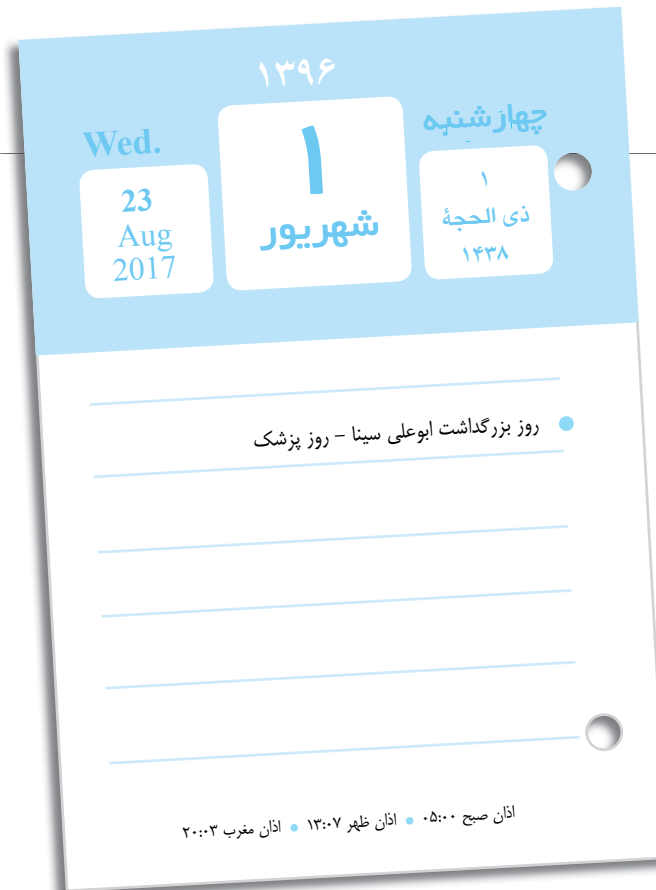 ۱۳۹۶
چهارشنبه
۱
ذی الحجة
۱۴۳۸
۱
شهریور
Wed.
23
Aug
2017
روز بزرگداشت ابوعلی سینا – روز پزشک
اذان صبح ۰۵:۰۰ • اذان ظهر ۱۳:۰۷ • اذان مغرب ۲۰:۰۳